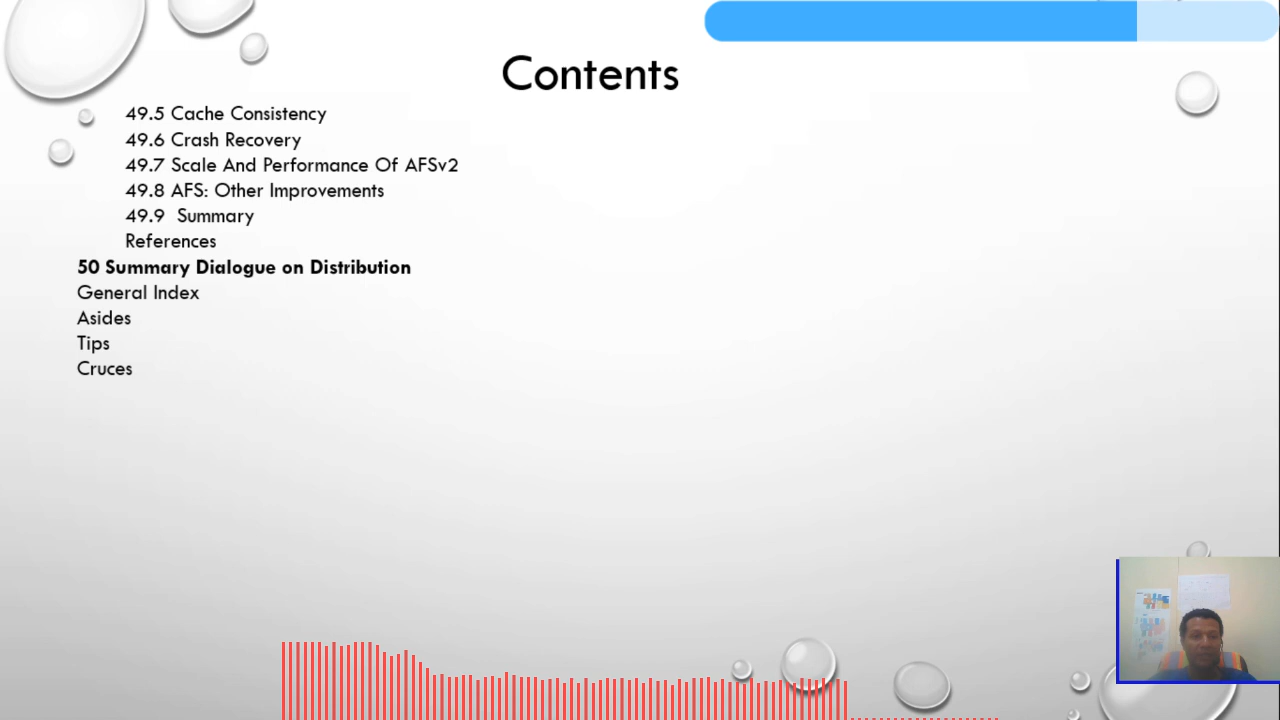 Contents
49.5 Cache Consistency
49.6 Crash Recovery
49.7 Scale And Performance Of AFSv2
49.8 AFS: Other Improvements
49.9 Summary
References
50 Summary Dialogue on Distribution
General Index
Asides
Tips
Cruces